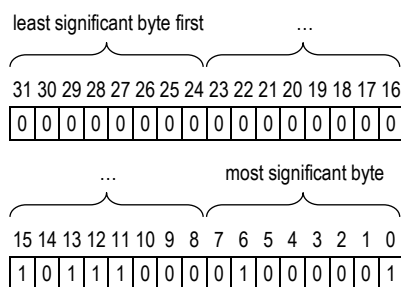 least significant byte first …
31 30 29 28 27 26 25 24 23 22 21 20 19 18 17 16
0 0 0 0 0 0 0 0 0 0 0 0 0 0 0 0
… most significant byte
15 14 13 12 11 10 9 8 7 6 5 4 3 2 1 0
1 0 1 1 1 0 0 0 0 1 0 0 0 0 0 1